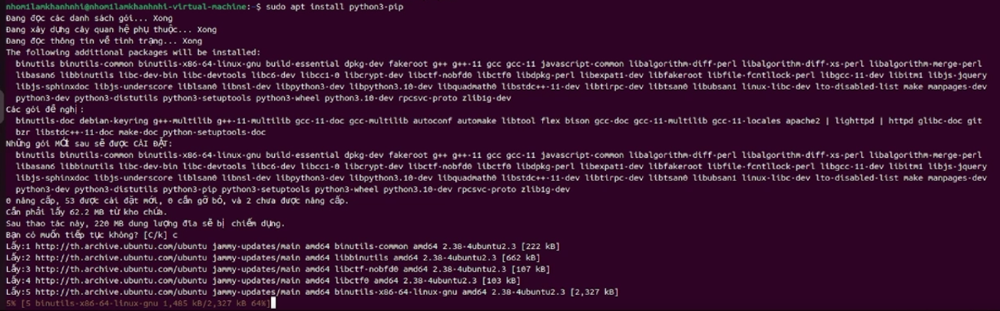 nhom1lamkhanhnhi@nhom1lamkhanhnhi-virtual-machine:~$ sudo apt install python3-pip
Đang đọc các danh sách gói... Xong
Đang xây dựng cây quan hệ phụ thuộc... Xong
Đang đọc thông tin về tình trạng... Xong
The following additional packages will be installed:
binutils binutils-common binutils-x86-64-linux-gnu build-essential dpkg-dev fakeroot g++ g++-11 gcc gcc-11 javascript-common libalgorithm-diff-perl libalgorithm-diff-xs-perl libalgorithm-merge-perl
libasan6 libbinutils libc-dev-bin libc-devtools libc6-dev libcc1-0 libcrypt-dev libctf-nobfd0 libctf0 libdpkg-perl libexpat1-dev libfakeroot libfile-fcntllock-perl libgcc-11-dev libitm1 libjs-jquery
libjs-sphinxdoc libjs-underscore liblsan0 libnsl-dev libpython3-dev libpython3.10-dev libquadmath0 libstdc++-11-dev libtirpc-dev libtsan0 libubsan1 linux-libc-dev lto-disabled-list make manpages-dev
python3-dev python3-distutils python3-setuptools python3-wheel python3.10-dev rpcsvc-proto zlib1g-dev
Các gói đề nghị:
binutils-doc debian-keyring g++-multilib g++-11-multilib gcc-11-doc gcc-multilib autoconf automake libtool flex bison gcc-doc gcc-11-multilib gcc-11-locales apache2 | lighttpd | httpd glibc-doc git
bzr libstdc++-11-doc make-doc python-setuptools-doc
Những gói MỚI sau sẽ được CÀI ĐẶT:
binutils binutils-common binutils-x86-64-linux-gnu build-essential dpkg-dev fakeroot g++ g++-11 gcc gcc-11 javascript-common libalgorithm-diff-perl libalgorithm-diff-xs-perl libalgorithm-merge-perl
libasan6 libbinutils libc-dev-bin libc-devtools libc6-dev libcc1-0 libcrypt-dev libctf-nobfd0 libctf0 libdpkg-perl libexpat1-dev libfakeroot libfile-fcntllock-perl libgcc-11-dev libitm1 libjs-jquery
libjs-sphinxdoc libjs-underscore liblsan0 libnsl-dev libpython3-dev libpython3.10-dev libquadmath0 libstdc++-11-dev libtirpc-dev libtsan0 libubsan1 linux-libc-dev lto-disabled-list make manpages-dev
python3-dev python3-distutils python3-pip python3-setuptools python3-wheel python3.10-dev rpcsvc-proto zlib1g-dev
0 nâng cấp, 53 được cài đặt mới, 0 cần gỡ bỏ, và 2 chưa được nâng cấp.
Cần phải lấy 62.2 MB từ kho chứa.
Sau thao tác này, 220 MB dung lượng đĩa sẽ bị chiếm dụng.
Bạn có muốn tiếp tục không? [C/k] c
Lấy:1 http://th.archive.ubuntu.com/ubuntu jammy-updates/main amd64 binutils-common amd64 2.38-4ubuntu2.3 [222 kB]
Lấy:2 http://th.archive.ubuntu.com/ubuntu jammy-updates/main amd64 libbinutils amd64 2.38-4ubuntu2.3 [662 kB]
Lấy:3 http://th.archive.ubuntu.com/ubuntu jammy-updates/main amd64 libctf-nobfd0 amd64 2.38-4ubuntu2.3 [107 kB]
Lấy:4 http://th.archive.ubuntu.com/ubuntu jammy-updates/main amd64 libctf0 amd64 2.38-4ubuntu2.3 [103 kB]
Lấy:5 http://th.archive.ubuntu.com/ubuntu jammy-updates/main amd64 binutils-x86-64-linux-gnu amd64 2.38-4ubuntu2.3 [2,327 kB]
5% [5 binutils-x86-64-linux-gnu 1,485 kB/2,327 kB 64%]